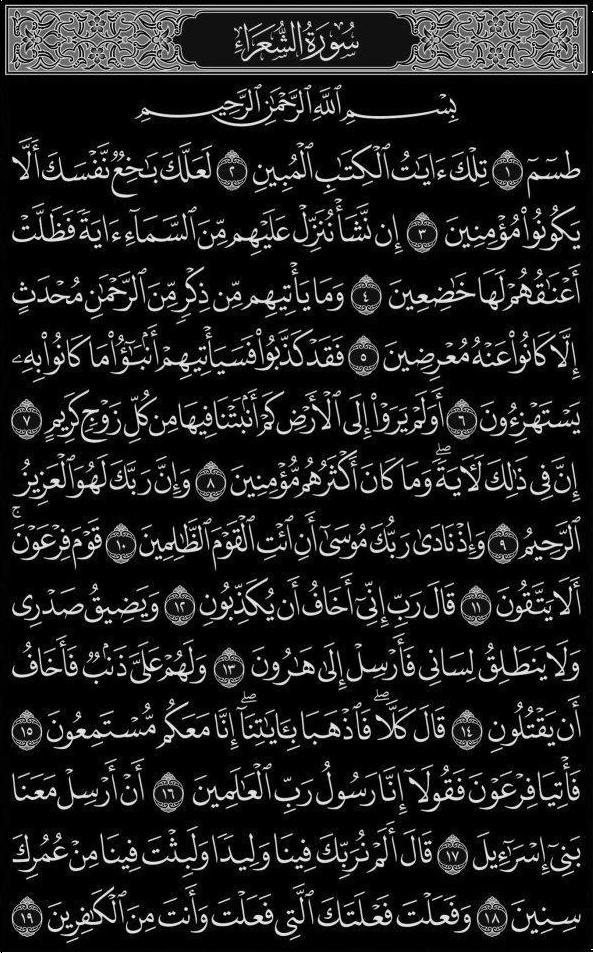 سُورَةُ الشُّعَرَاءِ
بِسْمِ ٱللَّهِ ٱلرَّحْمَٰنِ ٱلرَّحِيمِ
طسٓمٓ ١ تِلْكَ ءَايَٰتُ ٱلْكِتَٰبِ ٱلْمُبِينِ ٢ لَعَلَّكَ بَٰخِعٌ نَّفْسَكَ أَلَّا
يَكُونُوا۟ مُؤْمِنِينَ ٣ إِن نَّشَأْ نُنَزِّلْ عَلَيْهِم مِّنَ ٱلسَّمَآءِ ءَايَةً فَظَلَّتْ
أَعْنَٰقُهُمْ لَهَا خَٰضِعِينَ ٤ وَمَا يَأْتِيهِم مِّن ذِكْرٍ مِّنَ ٱلرَّحْمَٰنِ مُحْدَثٍ
إِلَّا كَانُوا۟ عَنْهُ مُعْرِضِينَ ٥ فَقَدْ كَذَّبُوا۟ فَسَيَأْتِيهِمْ أَنۢبَٰٓؤُا۟ مَا كَانُوا۟ بِهِۦ
يَسْتَهْزِءُونَ ٦ أَوَلَمْ يَرَوْا۟ إِلَى ٱلْأَرْضِ كَمْ أَنۢبَتْنَا فِيهَا مِن كُلِّ زَوْجٍ كَرِيمٍ ٧
إِنَّ فِى ذَٰلِكَ لَءَايَةً ۖ وَمَا كَانَ أَكْثَرُهُم مُّؤْمِنِينَ ٨ وَإِنَّ رَبَّكَ لَهُوَ ٱلْعَزِيزُ
ٱلرَّحِيمُ ٩ وَإِذْ نَادَىٰ رَبُّكَ مُوسَىٰٓ أَنِ ٱئْتِ ٱلْقَوْمَ ٱلظَّٰلِمِينَ ١٠ قَوْمَ فِرْعَوْنَ ۚ
أَلَا يَتَّقُونَ ١١ قَالَ رَبِّ إِنِّىٓ أَخَافُ أَن يُكَذِّبُونِ ١٢ وَيَضِيقُ صَدْرِى
وَلَا يَنطَلِقُ لِسَانِى فَأَرْسِلْ إِلَىٰ هَٰرُونَ ١٣ وَلَهُمْ عَلَىَّ ذَنۢبٌ فَأَخَافُ
أَن يَقْتُلُونِ ١٤ قَالَ كَلَّا ۖ فَٱذْهَبَا بِـَٔايَٰتِنَآ ۖ إِنَّا مَعَكُم مُّسْتَمِعُونَ ١٥
فَأْتِيَا فِرْعَوْنَ فَقُولَآ إِنَّا رَسُولُ رَبِّ ٱلْعَٰلَمِينَ ١٦ أَنْ أَرْسِلْ مَعَنَا
بَنِىٓ إِسْرَٰٓءِيلَ ١٧ قَالَ أَلَمْ نُرَبِّكَ فِينَا وَلِيدًا وَلَبِثْتَ فِينَا مِنْ عُمُرِكَ
سِنِينَ ١٨ وَفَعَلْتَ فَعْلَتَكَ ٱلَّتِى فَعَلْتَ وَأَنتَ مِنَ ٱلْكَٰفِرِينَ ١٩